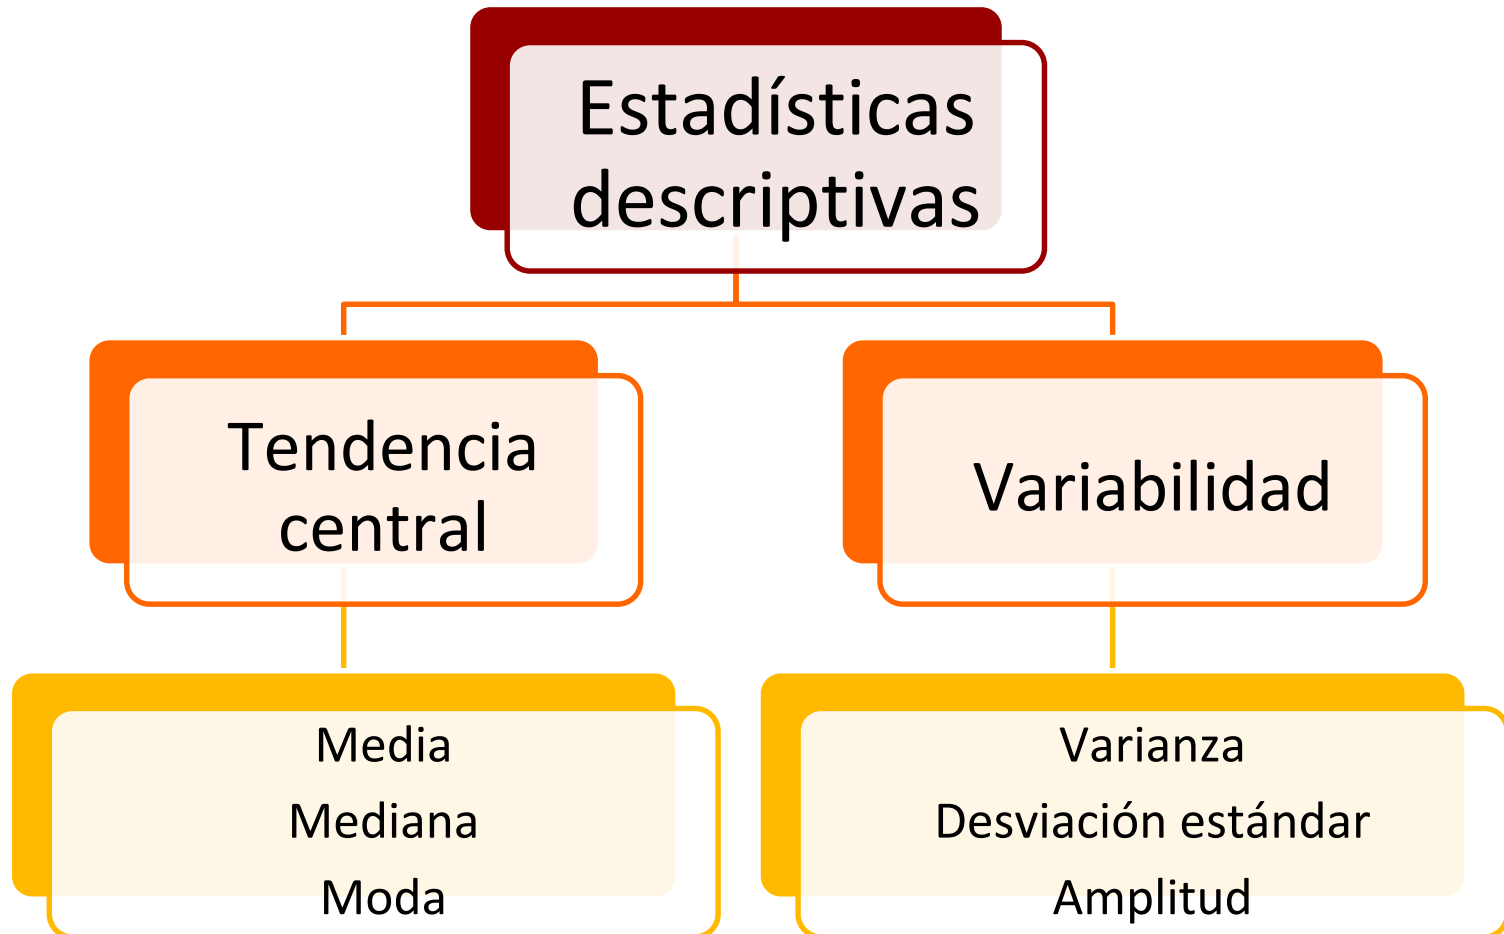 Estadísticas
descriptivas
Tendencia
central
Variabilidad
Media
Mediana
Moda
Varianza
Desviación estándar
Amplitud